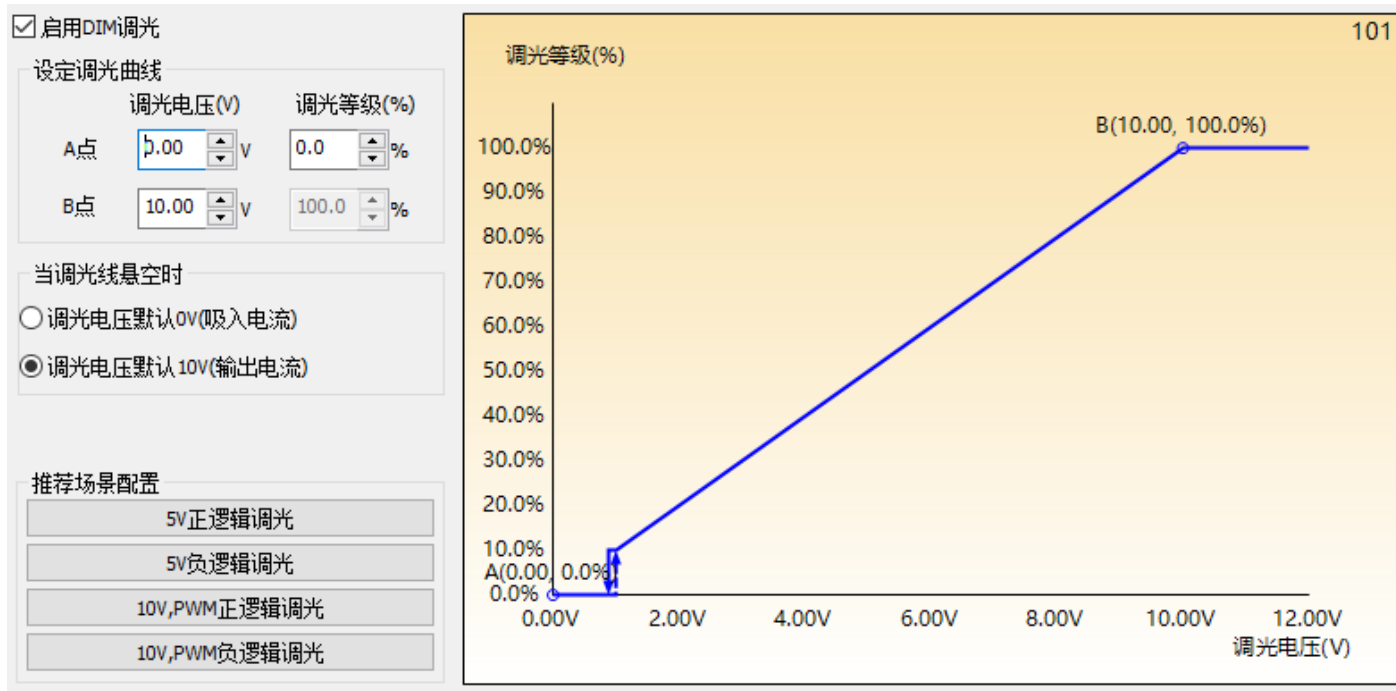 启用DIM调光
设定调光曲线
调光电压(V) 调光等级(%)
A点 0.00 V 0.0 %
B点 10.00 V 100.0 %
当调光线悬空时
调光电压默认0V(吸入电流)
调光电压默认10V(输出电流)
推荐场景配置
5V正逻辑调光
5V负逻辑调光
10V,PWM正逻辑调光
10V,PWM负逻辑调光
101
调光等级(%)
B(10.00, 100.0%)
100.0%
90.0%
80.0%
70.0%
60.0%
50.0%
40.0%
30.0%
20.0%
10.0%
A(0.00, 0.0%)
0.0%
0.00V 2.00V 4.00V 6.00V 8.00V 10.00V 12.00V
调光电压(V)